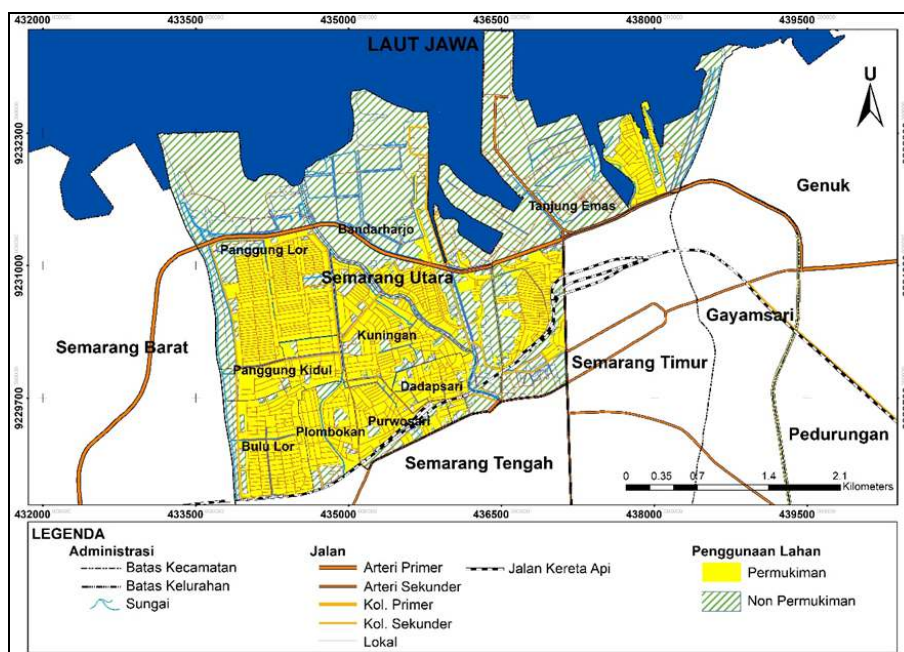 432000 433500 435000 436500 438000 439500
LAUT JAWA
U
9232300
Genuk
Tanjung Emas
Bandarharjo
Panggung Lor
9231000
Semarang Utara
Gayamsari
Kuningan
Semarang Barat
Semarang Timur
Panggung Kidul
Dadapsari
9229700
Purwosari
Plombokan
Bulu Lor
Pedurungan
Semarang Tengah
0 0.35 0.7 1.4 2.1
Kilometers
432000 433500 435000 436500 438000 439500
LEGENDA
Administrasi
Batas Kecamatan
Batas Kelurahan
Sungai
Jalan
Arteri Primer
Arteri Sekunder
Kol. Primer
Kol. Sekunder
Lokal
Jalan Kereta Api
Penggunaan Lahan
Permukiman
Non Permukiman